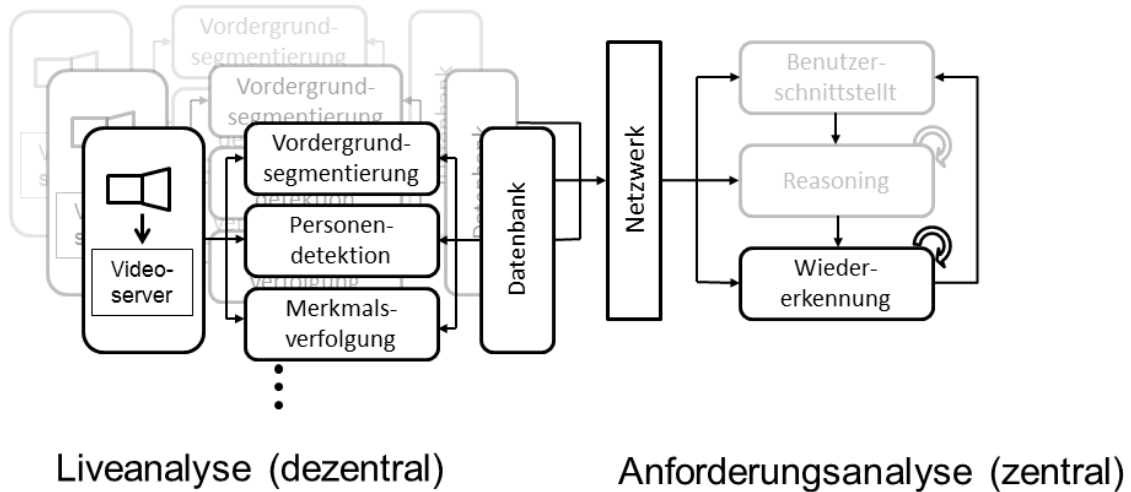 Vordergrund-
segmentierung
Vordergrund-
segmentierung
Vordergrund-
segmentierung
Personen-
detektion
Merkmals-
verfolgung
Video-
server
Datenbank
Netzwerk
Benutzer-
schnittstellt
Reasoning
Wieder-
erkennung
Liveanalyse (dezentral)
Anforderungsanalyse (zentral)